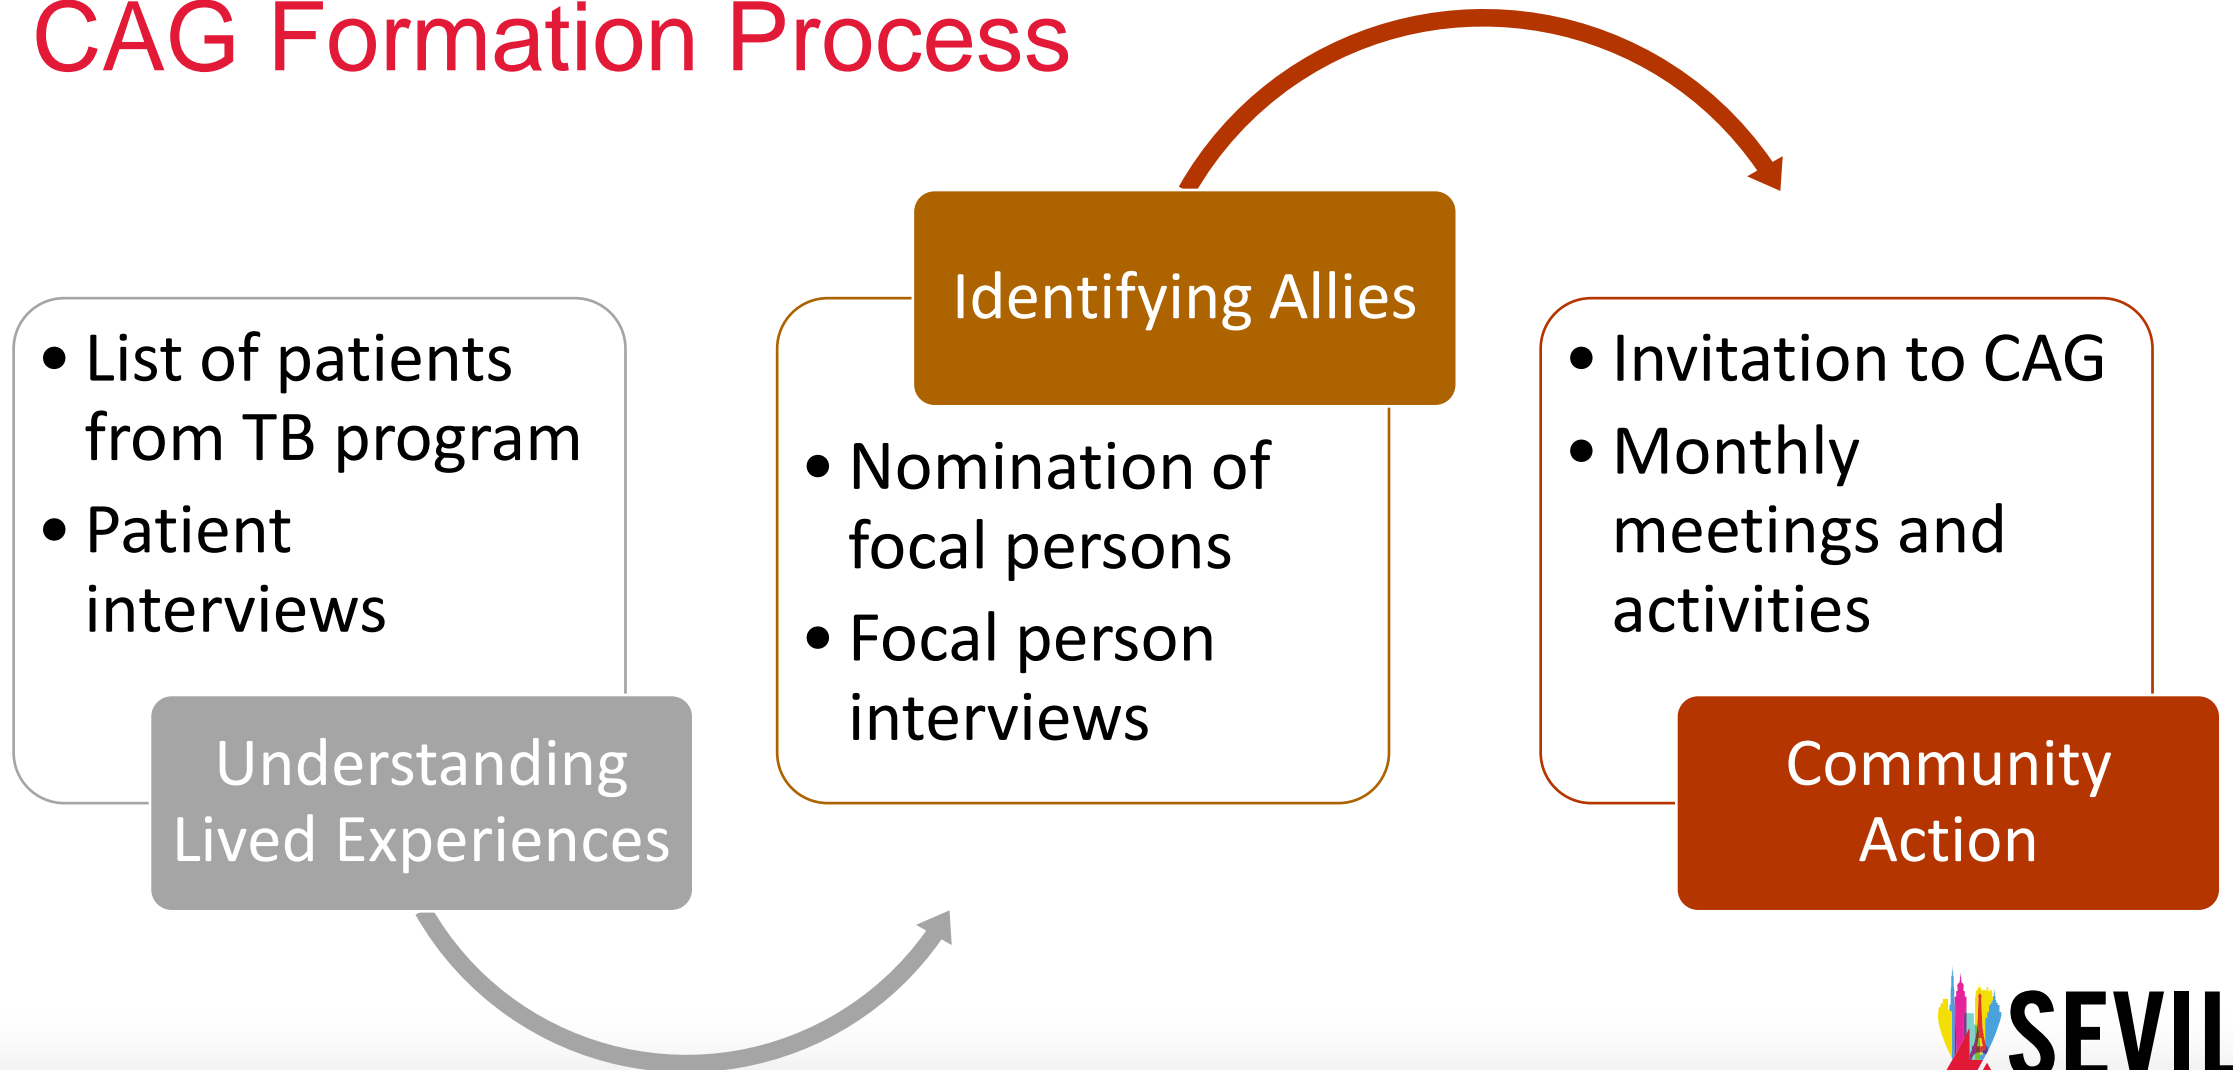 CAG Formation Process
• List of patients
from TB program
• Patient
interviews
Understanding
Lived Experiences
Identifying Allies
• Nomination of
focal persons
• Focal person
interviews
• Invitation to CAG
• Monthly
meetings and
activities
Community
Action